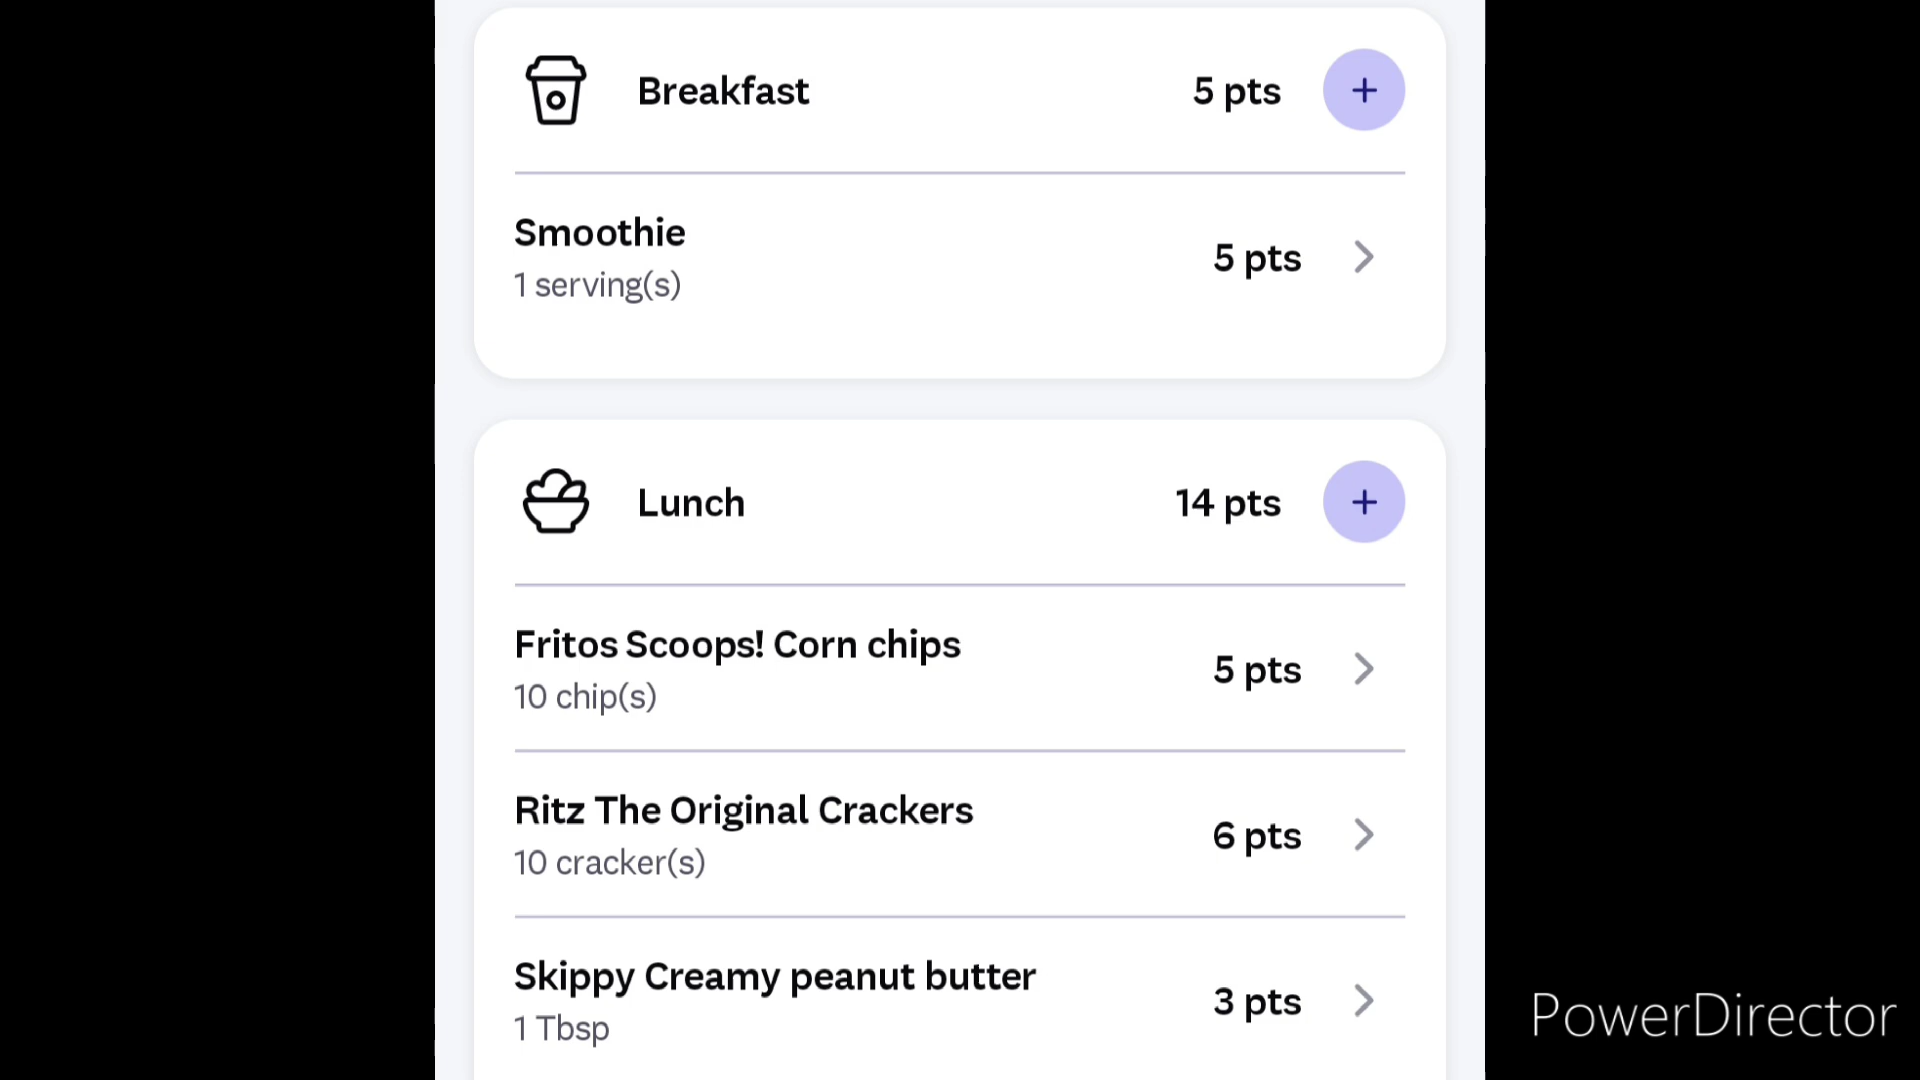 Breakfast
5 pts
+
Smoothie
1 serving(s)
5 pts
Lunch
14 pts
+
Fritos Scoops! Corn chips
10 chip(s)
5 pts
Ritz The Original Crackers
10 cracker(s)
6 pts
Skippy Creamy peanut butter
1 Tbsp
3 pts
PowerDirector